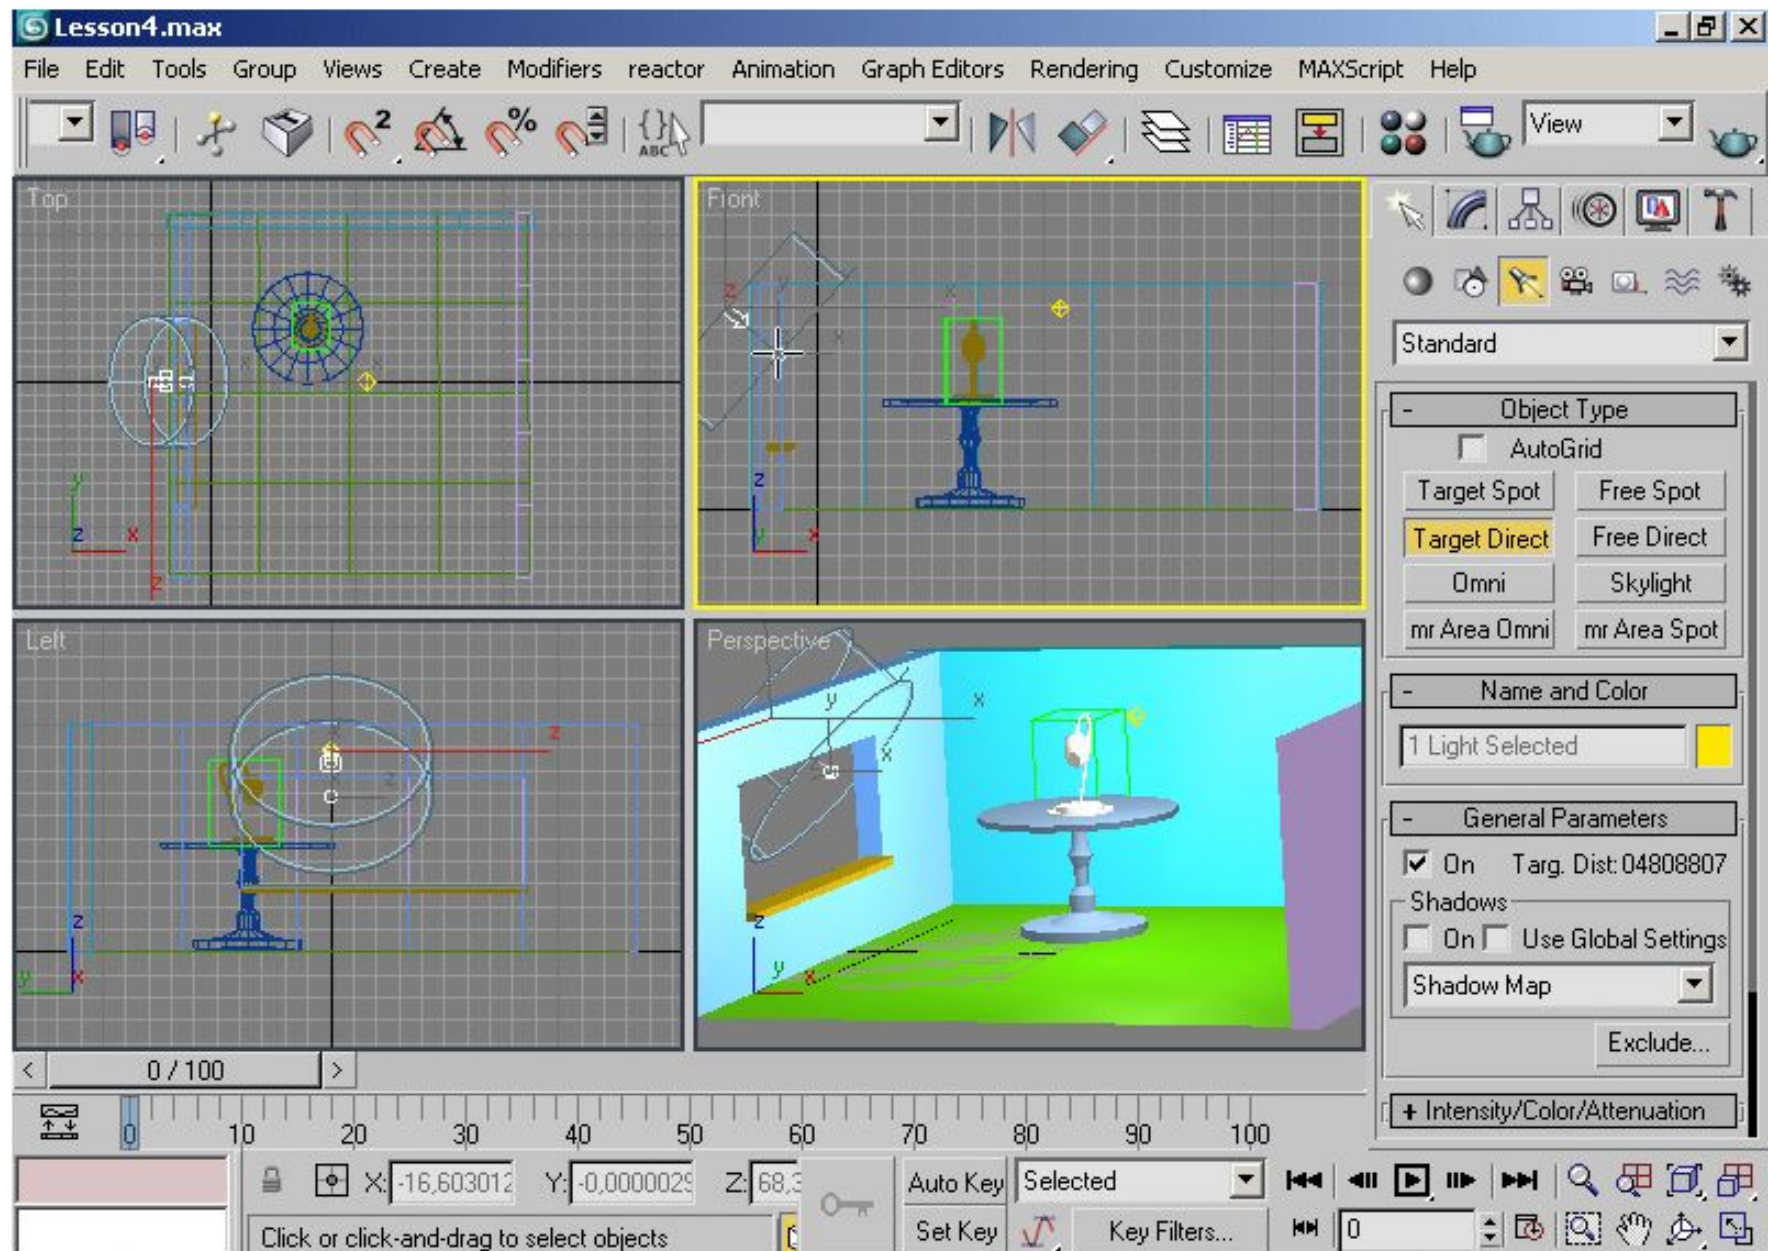 Lesson4.max
File Edit Tools Group Views Create Modifiers reactor Animation Graph Editors Rendering Customize MAXScript Help
2 % {} ABC View
Top
y
z x
z
x
Front
z y x
x
z
y x
Standard
- Object Type
AutoGrid
Target Spot Free Spot
Target Direct Free Direct
Omni Skylight
mr Area Omni mr Area Spot
- Name and Color
1 Light Selected
- General Parameters
On Targ. Dist: 04808807
Shadows
On Use Global Settings
Shadow Map
Exclude...
+ Intensity/Color/Attenuation
Left
x
z
z
z
y x
Perspective
y x
x
z
y x
< 0 / 100 >
0 10 20 30 40 50 60 70 80 90 100
X: -16,603012 Y: -0,0000029 Z: 68,3 Auto Key Selected
Click or click-and-drag to select objects Set Key Key Filters... 0